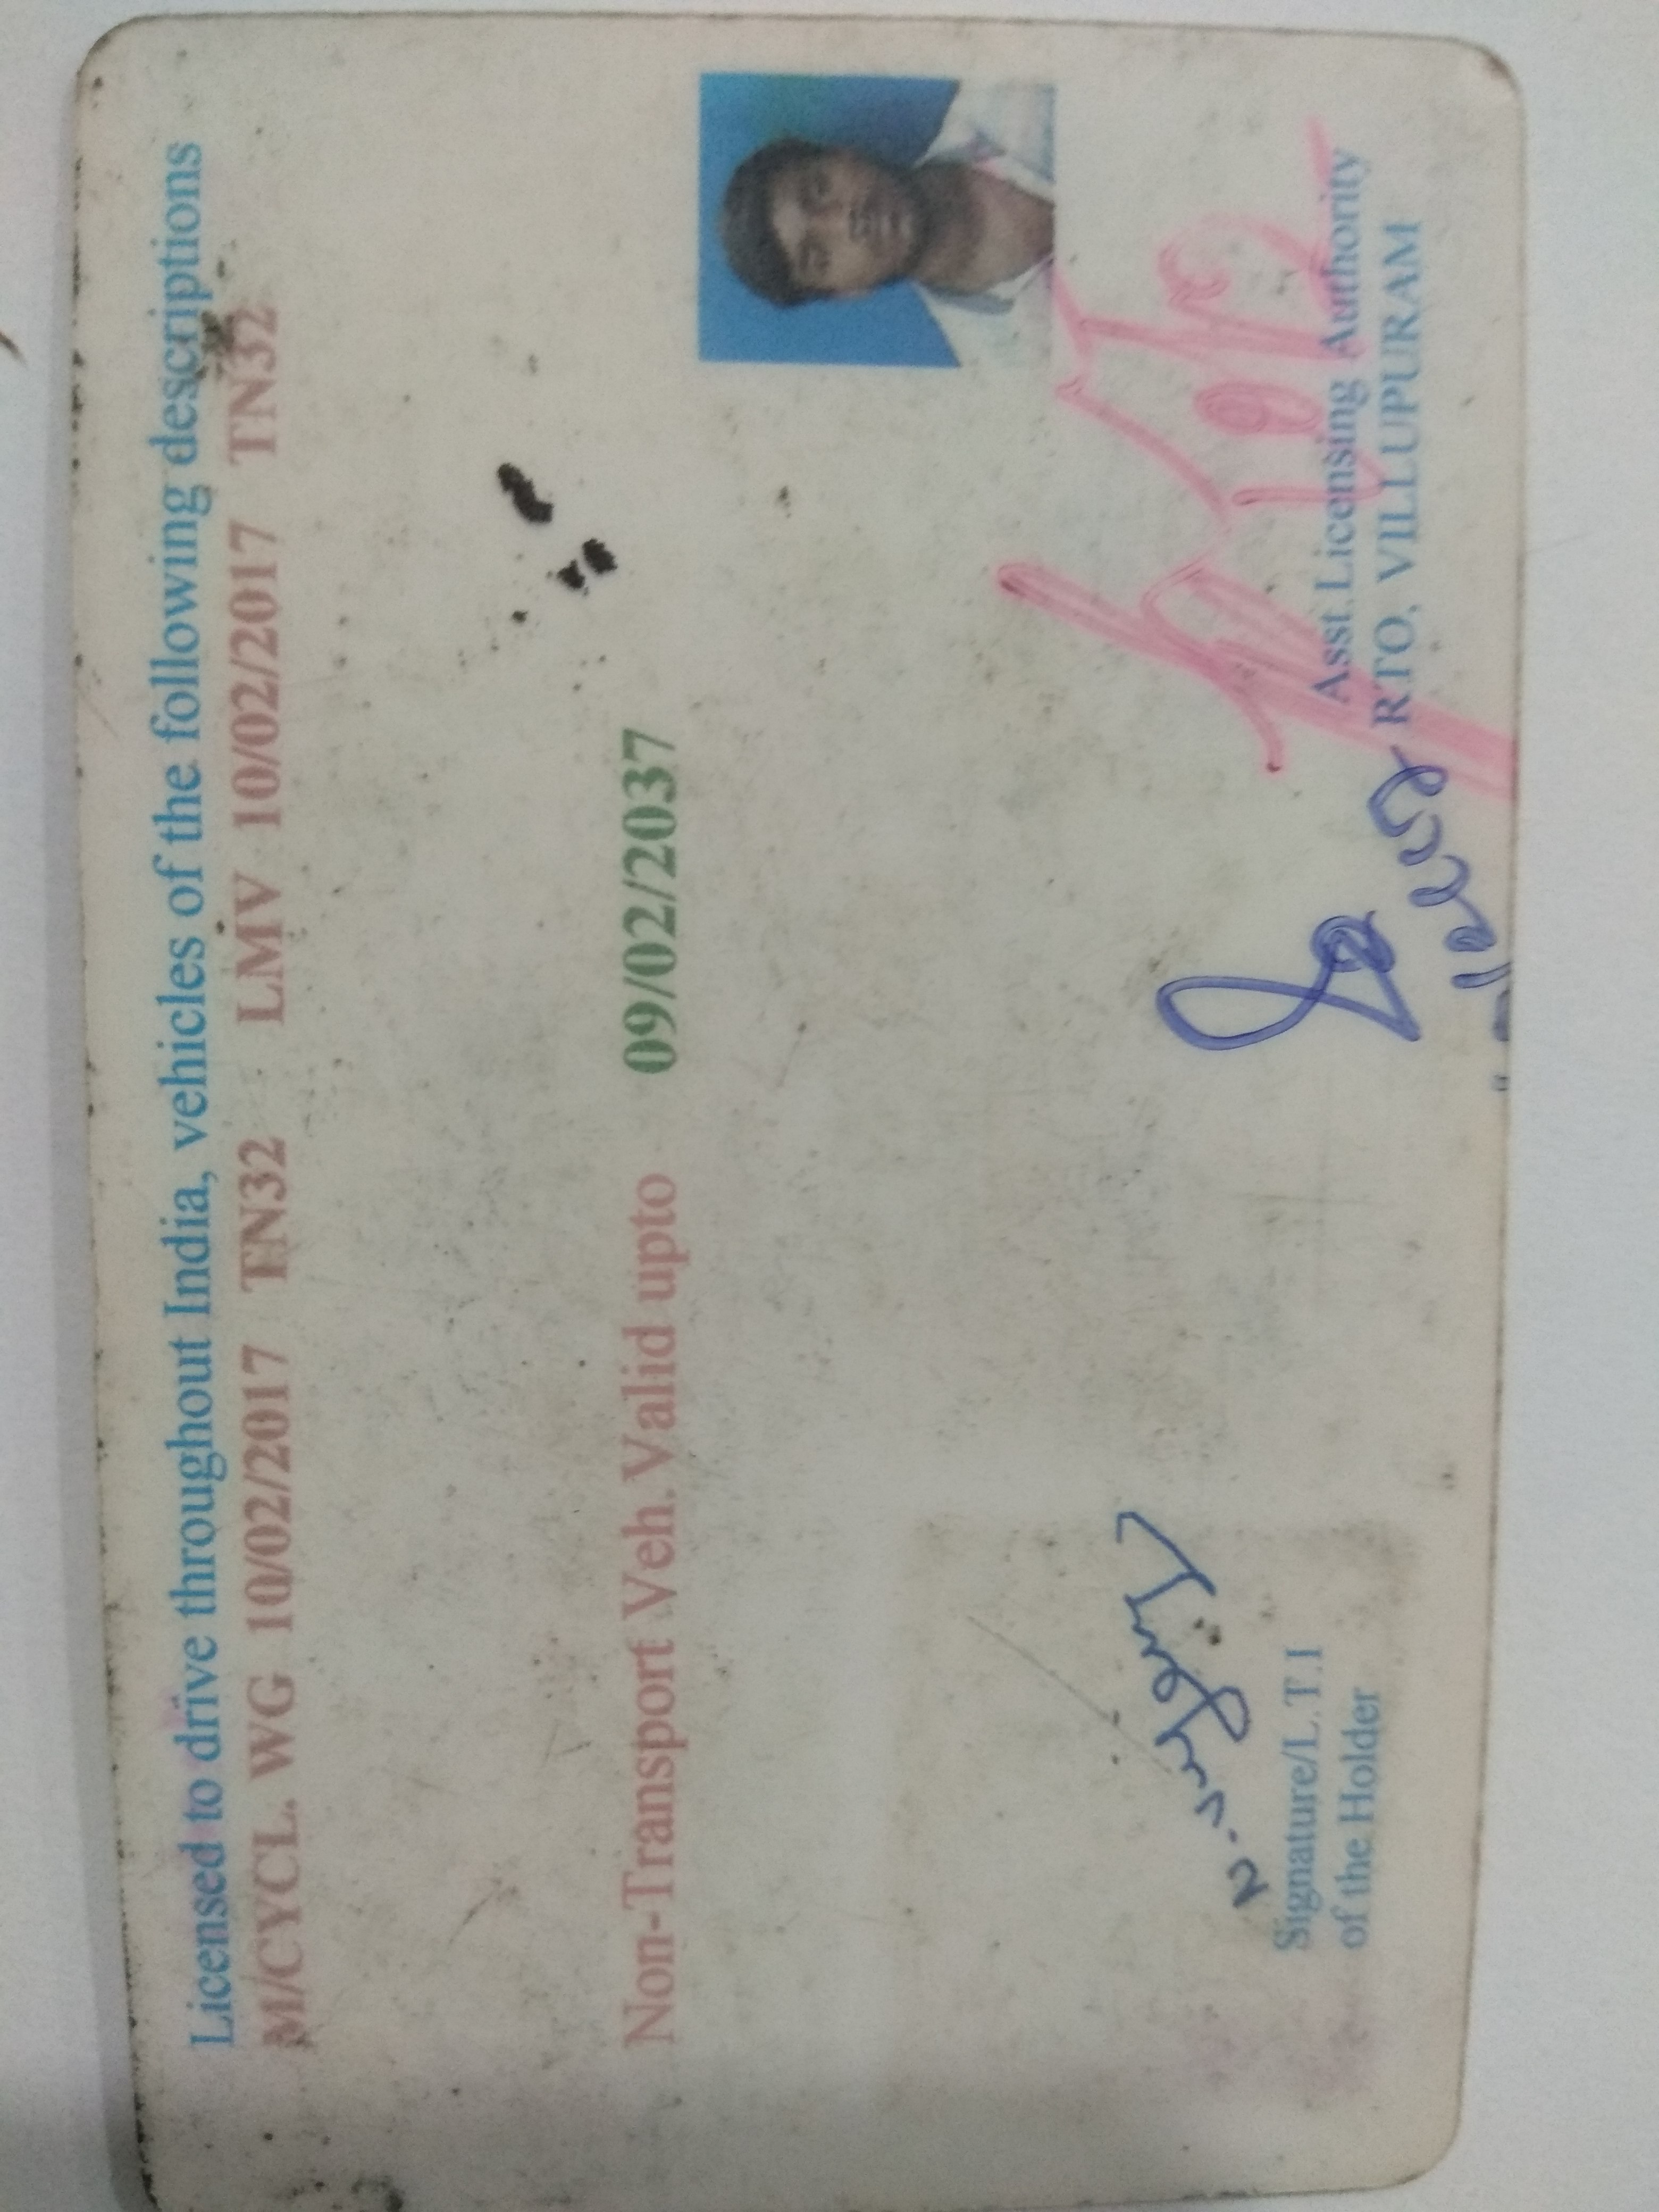 Licensed to drive throughout India, vehicles of the following descriptions
M/CYCL. WG 10/02/2017 TN32 LMV 10/02/2017 TN32
Non-Transport Veh. Valid upto 09/02/2037
Signature/L.T.I
of the Holder
Asst.Licensing Authority
RTO, VILLUPURAM